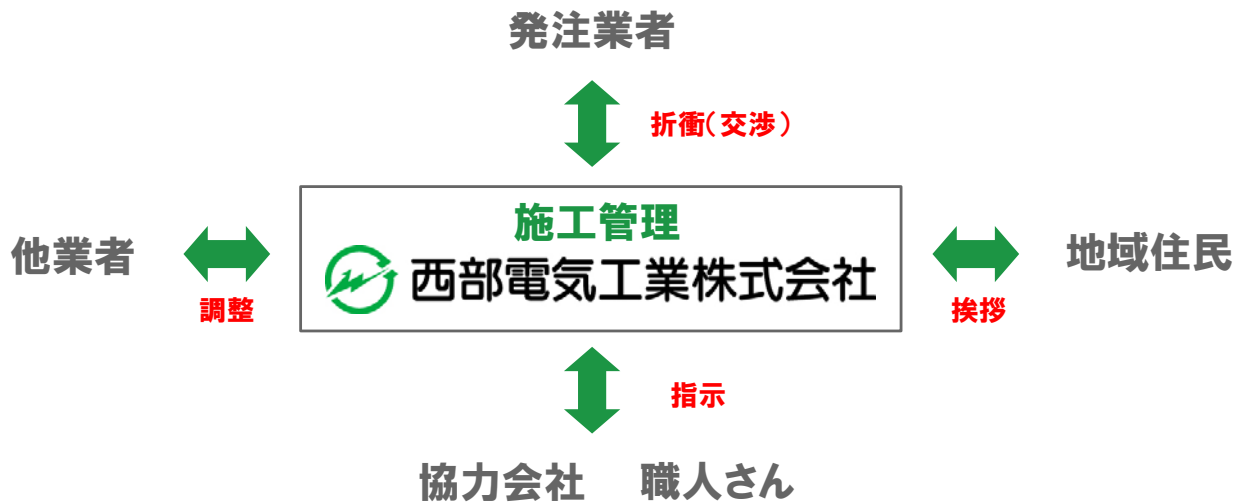 発注業者
折衝(交渉)
施工管理
西部電気工業株式会社
他業者
調整
地域住民
挨拶
指示
協力会社 職人さん